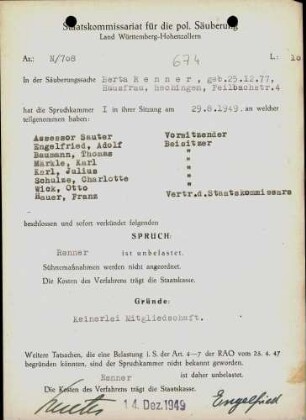 Staatskommissariat für die pol. Säuberung
Land Württemberg-Hohenzollern
Az.: N/708 674 L: 10
In der Säuberungssache Berta Renner, geb.25.12.77,
Hausfrau, Hechingen, Feilbachstr.4
hat die Spruchkammer I in ihrer Sitzung am 29.8.1949 an welcher
teilgenommen haben:
Assessor Sauter Vorsitzender
Engelfried, Adolf Beisitzer
Baumann, Thomas "
Märkle, Karl "
Kerl, Julius "
Schulze, Charlotte "
Wick, Otto "
Hauer, Franz Vertr.d.Staatskommissars
beschlossen und sofort verkündet folgenden
SPRUCH:
Renner ist unbelastet.
Sühnemaßnahmen werden nicht angeordnet.
Die Kosten des Verfahrens trägt die Staatskasse.
Gründe:
Keinerlei Mitgliedschaft.
Weitere Tatsachen, die eine Belastung i. S. der Art. 4—7 der RAO vom 25. 4. 47
begründen können, sind der Spruchkammer nicht bekannt geworden.
Renner ist daher unbelastet.
Die Kosten des Verfahrens trägt die Staatskasse.
14. Dez. 1949 Engelfried